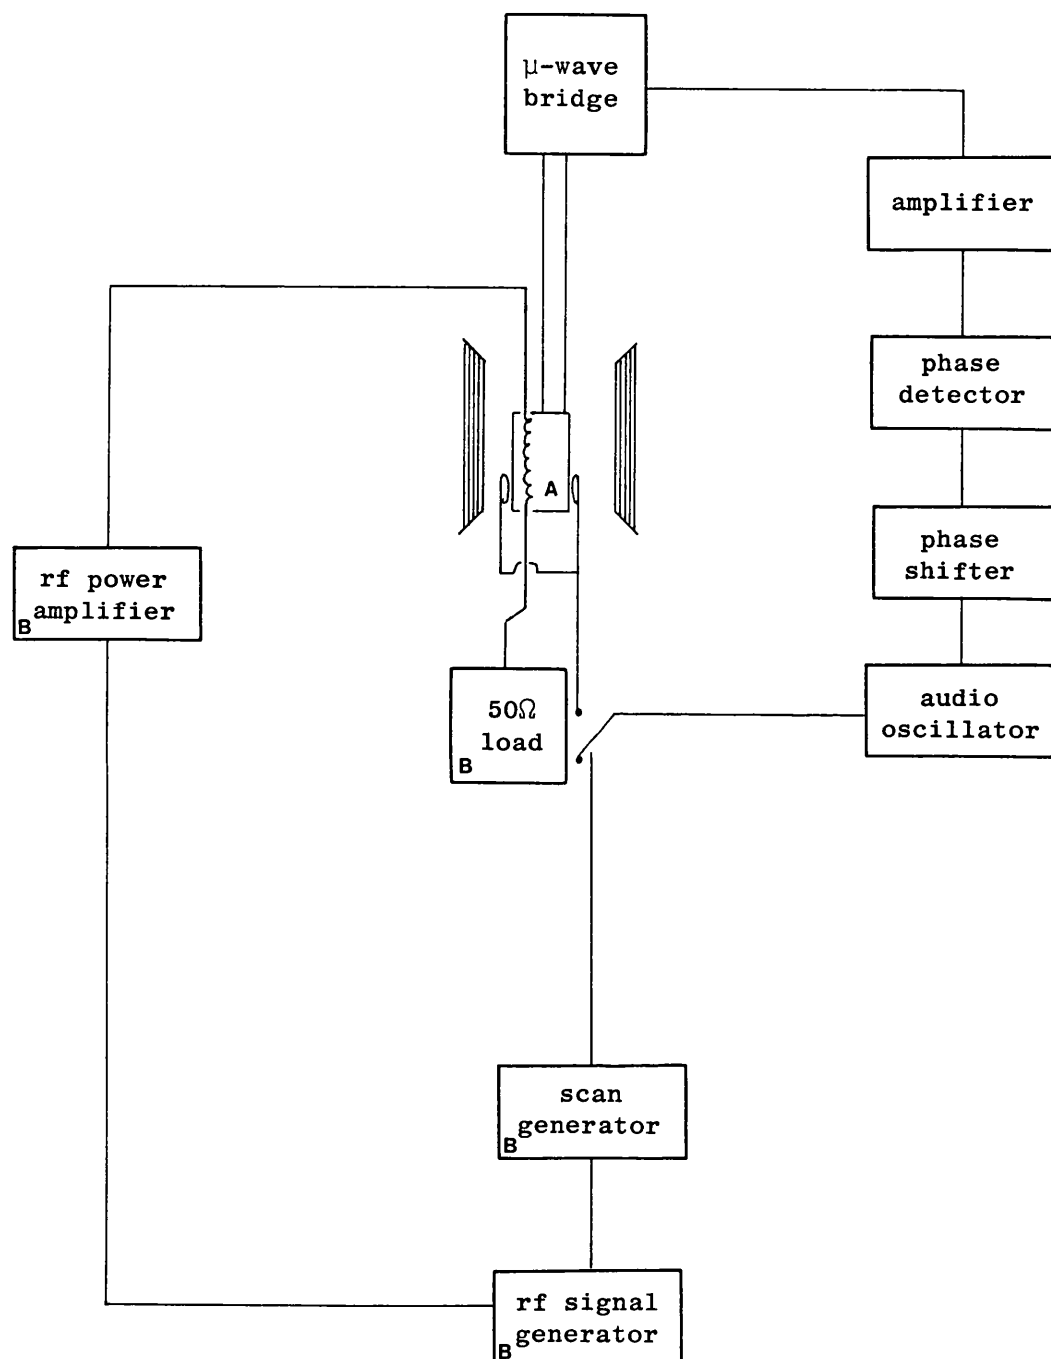 μ-wave
bridge
amplifier
phase
detector
A
phase
shifter
rf power
amplifier
B
audio
oscillator
50Ω
load
B
scan
generator
B
rf signal
generator
B